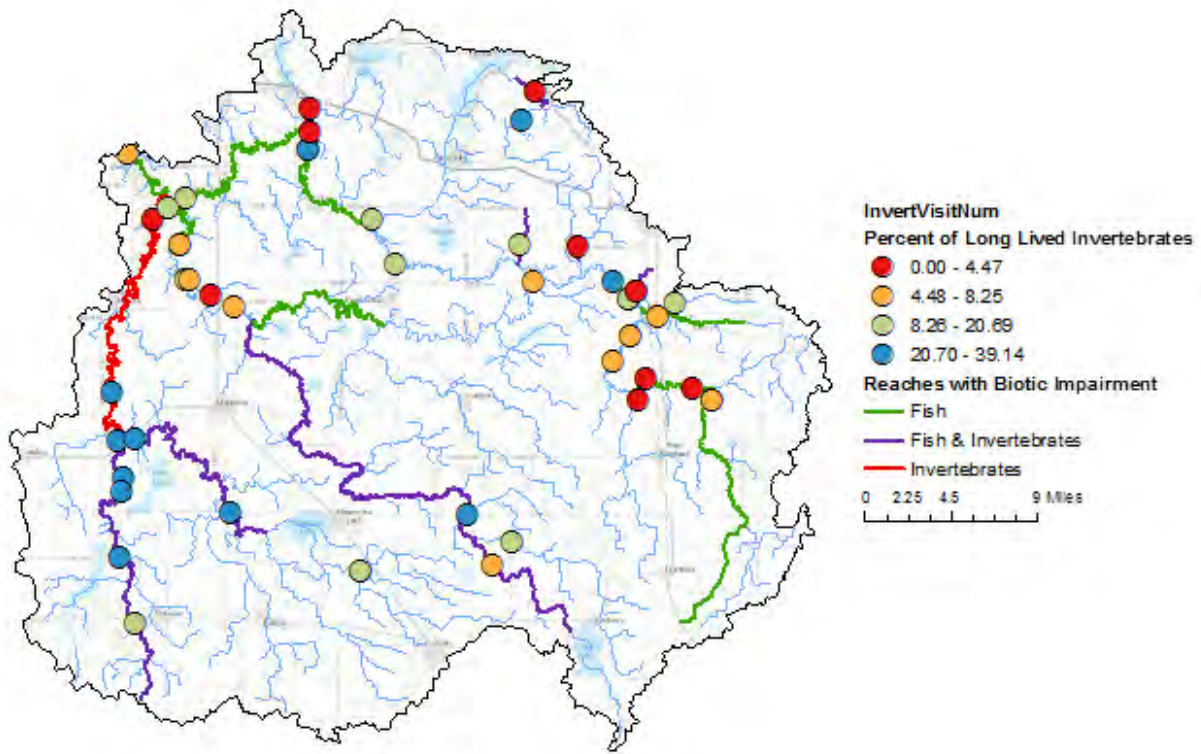 InvertVisitNum
Percent of Long Lived Invertebrates
0.00 - 4.47
4.48 - 8.25
8.26 - 20.69
20.70 - 39.14
Reaches with Biotic Impairment
Fish
Fish & Invertebrates
Invertebrates
0 2.25 4.5 9 Miles